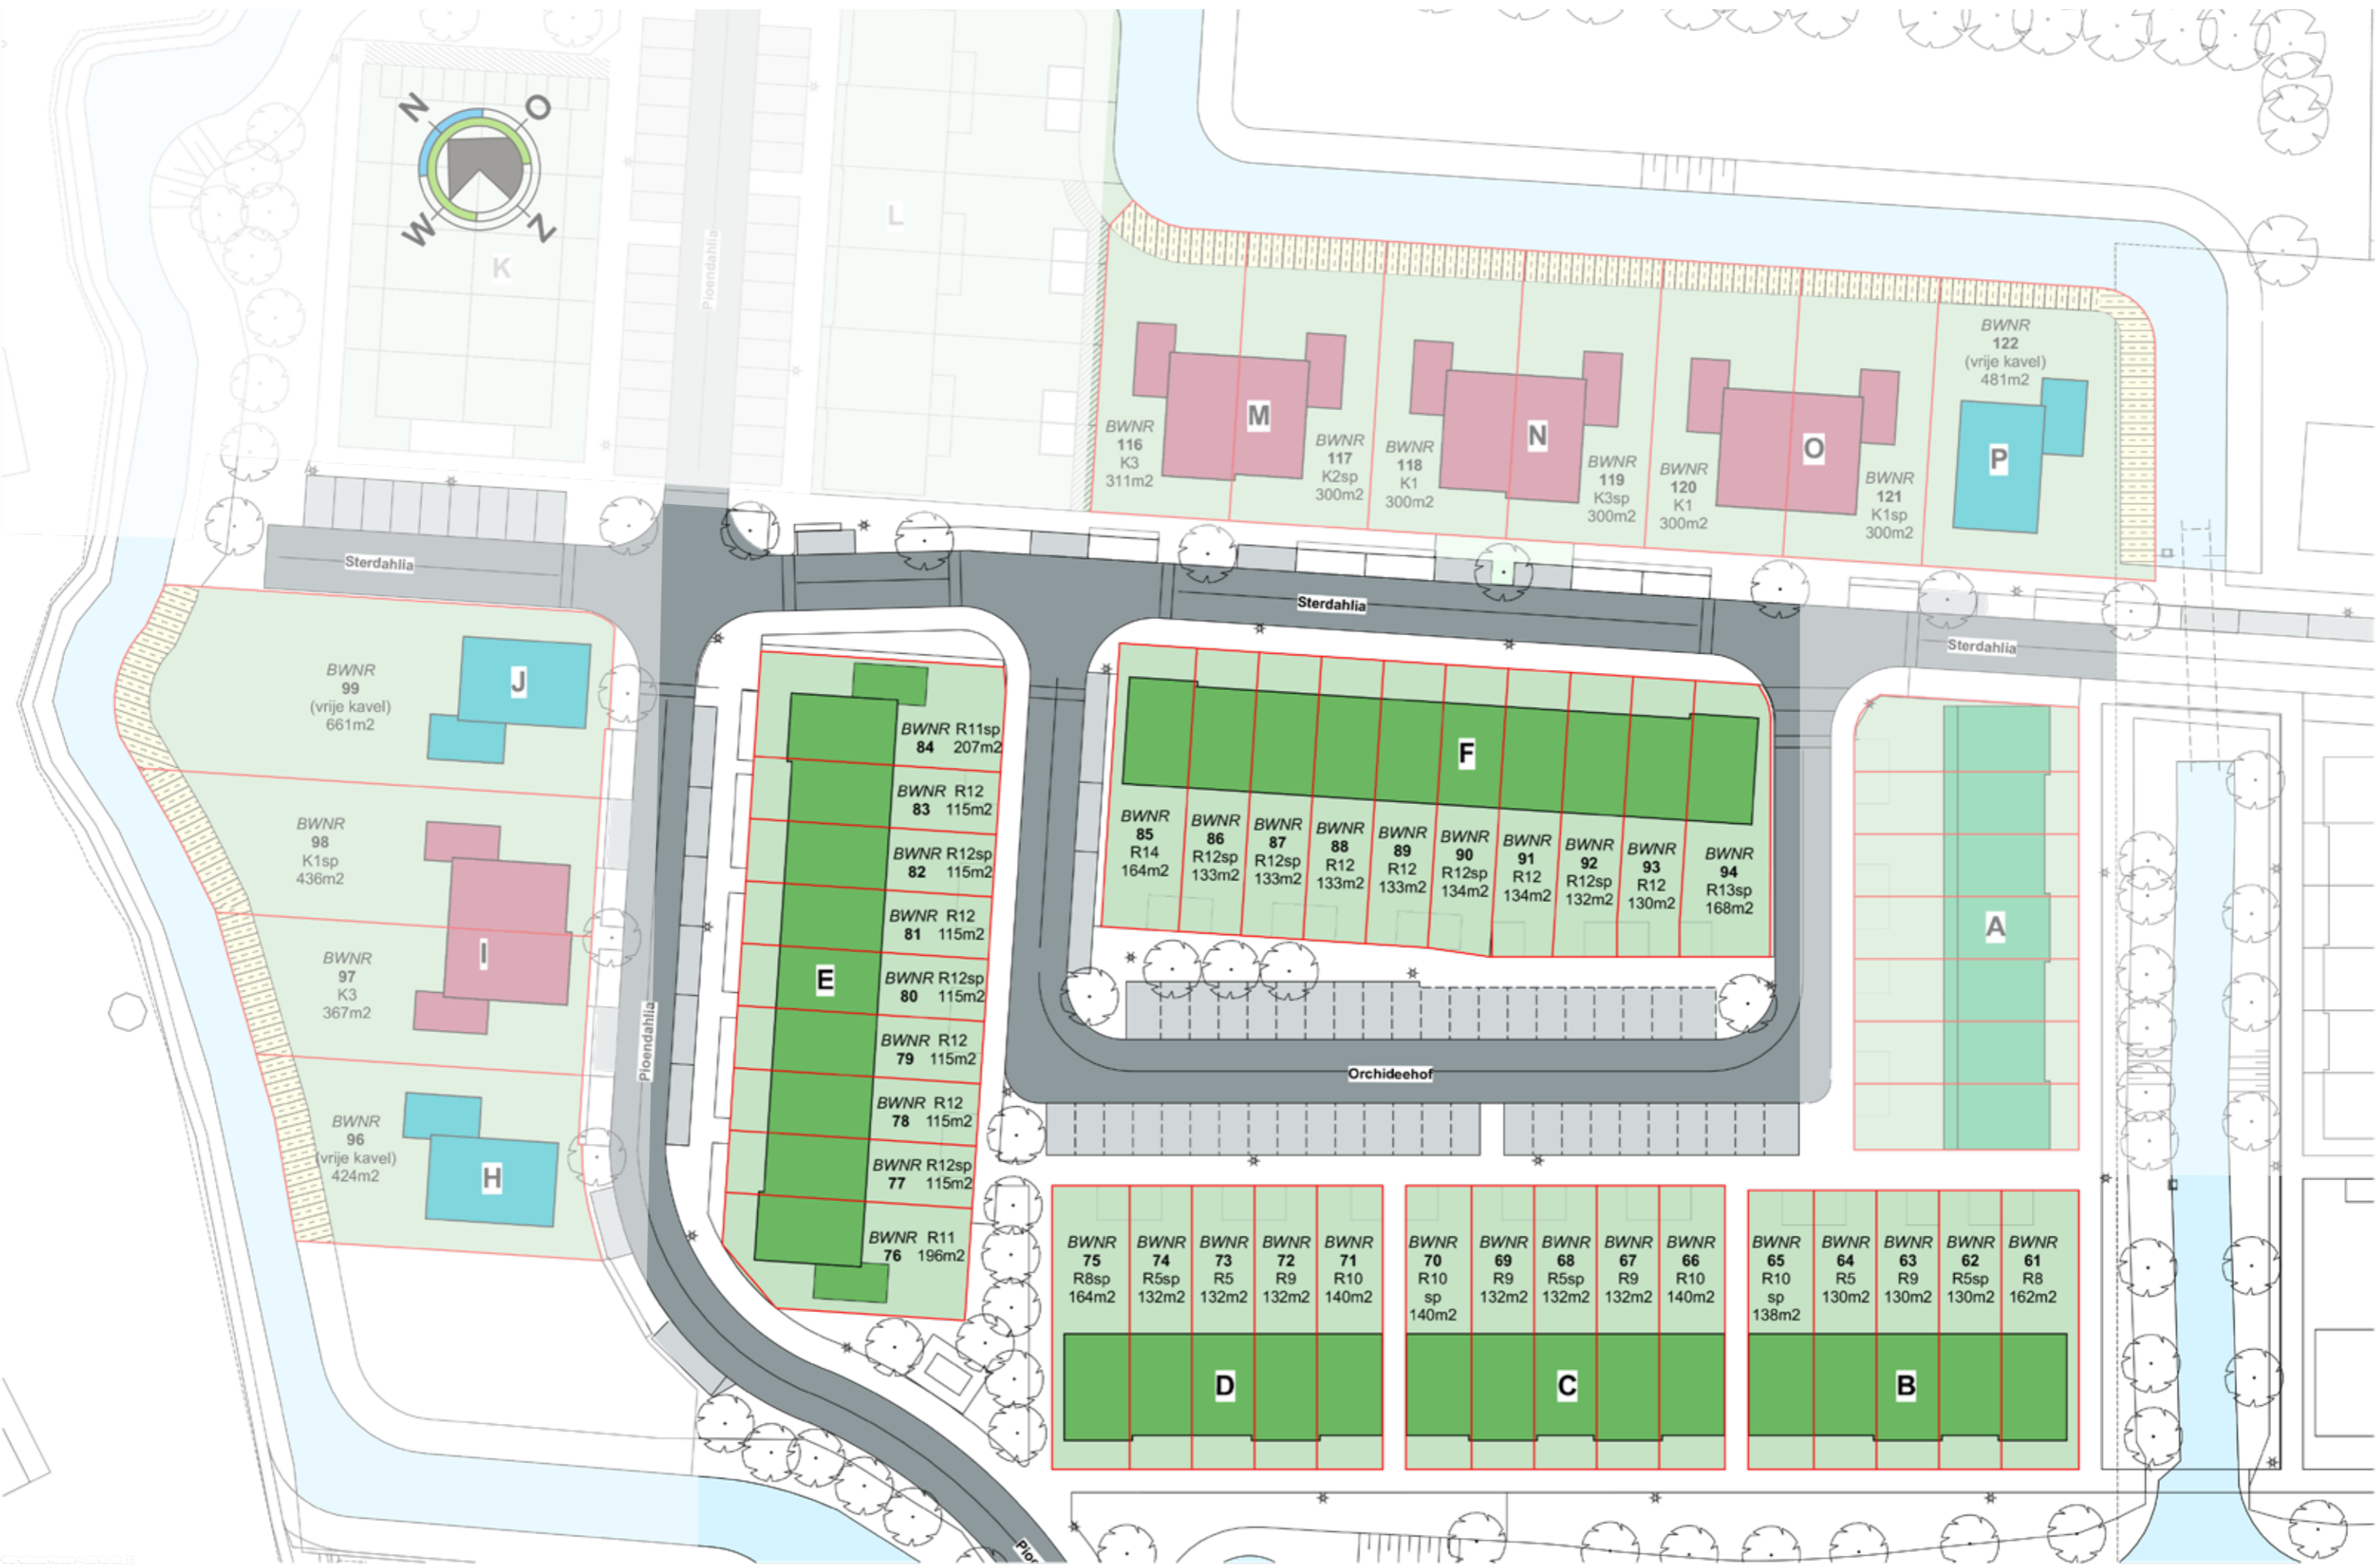 N
O
W
Z
K
Pioendahlia
L
BWNR
122
(vrije kavel)
481m2
M
N
O
P
BWNR
116
K3
311m2
BWNR
117
K2sp
300m2
BWNR
118
K1
300m2
BWNR
119
K3sp
300m2
BWNR
120
K1
300m2
BWNR
121
K1sp
300m2
Sterdahlia
Sterdahlia
Sterdahlia
BWNR
99
(vrije kavel)
661m2
J
BWNR
98
K1sp
436m2
BWNR
97
K3
367m2
I
BWNR
96
(vrije kavel)
424m2
H
Pioendahlia
BWNR R11sp
84 207m2
BWNR R12
83 115m2
BWNR R12sp
82 115m2
BWNR R12
81 115m2
E
BWNR R12sp
80 115m2
BWNR R12
79 115m2
BWNR R12
78 115m2
BWNR R12sp
77 115m2
BWNR R11
76 196m2
F
BWNR
85
R14
164m2
BWNR
86
R12sp
133m2
BWNR
87
R12sp
133m2
BWNR
88
R12
133m2
BWNR
89
R12
133m2
BWNR
90
R12sp
134m2
BWNR
91
R12
134m2
BWNR
92
R12sp
132m2
BWNR
93
R12
130m2
BWNR
94
R13sp
168m2
A
Orchideehof
BWNR
75
R8sp
164m2
BWNR
74
R5sp
132m2
BWNR
73
R5
132m2
BWNR
72
R9
132m2
BWNR
71
R10
140m2
BWNR
70
R10
sp
140m2
BWNR
69
R9
132m2
BWNR
68
R5sp
132m2
BWNR
67
R9
132m2
BWNR
66
R10
140m2
BWNR
65
R10
sp
138m2
BWNR
64
R5
130m2
BWNR
63
R9
130m2
BWNR
62
R5sp
130m2
BWNR
61
R8
162m2
D
C
B
Pioe